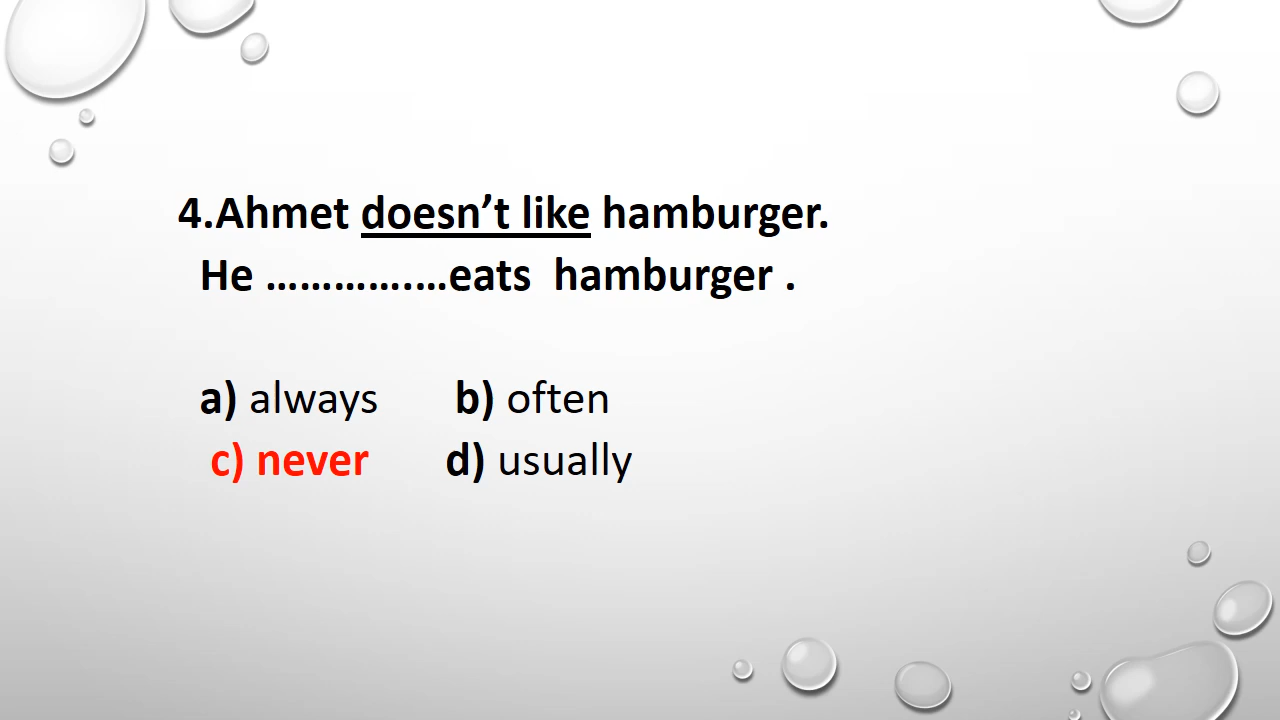 4.Ahmet doesn’t like hamburger.
He ………….…eats  hamburger .
a) always b) often
c) never d) usually